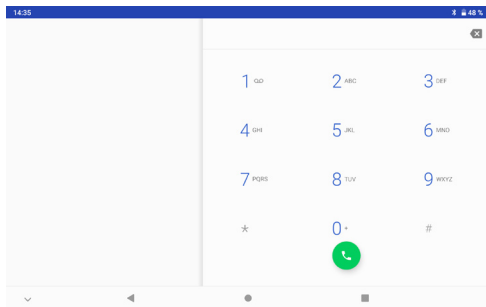 14:35 48 %
1 2 ABC 3 DEF
4 GHI 5 JKL 6 MNO
7 PQRS 8 TUV 9 WXYZ
* 0 + #